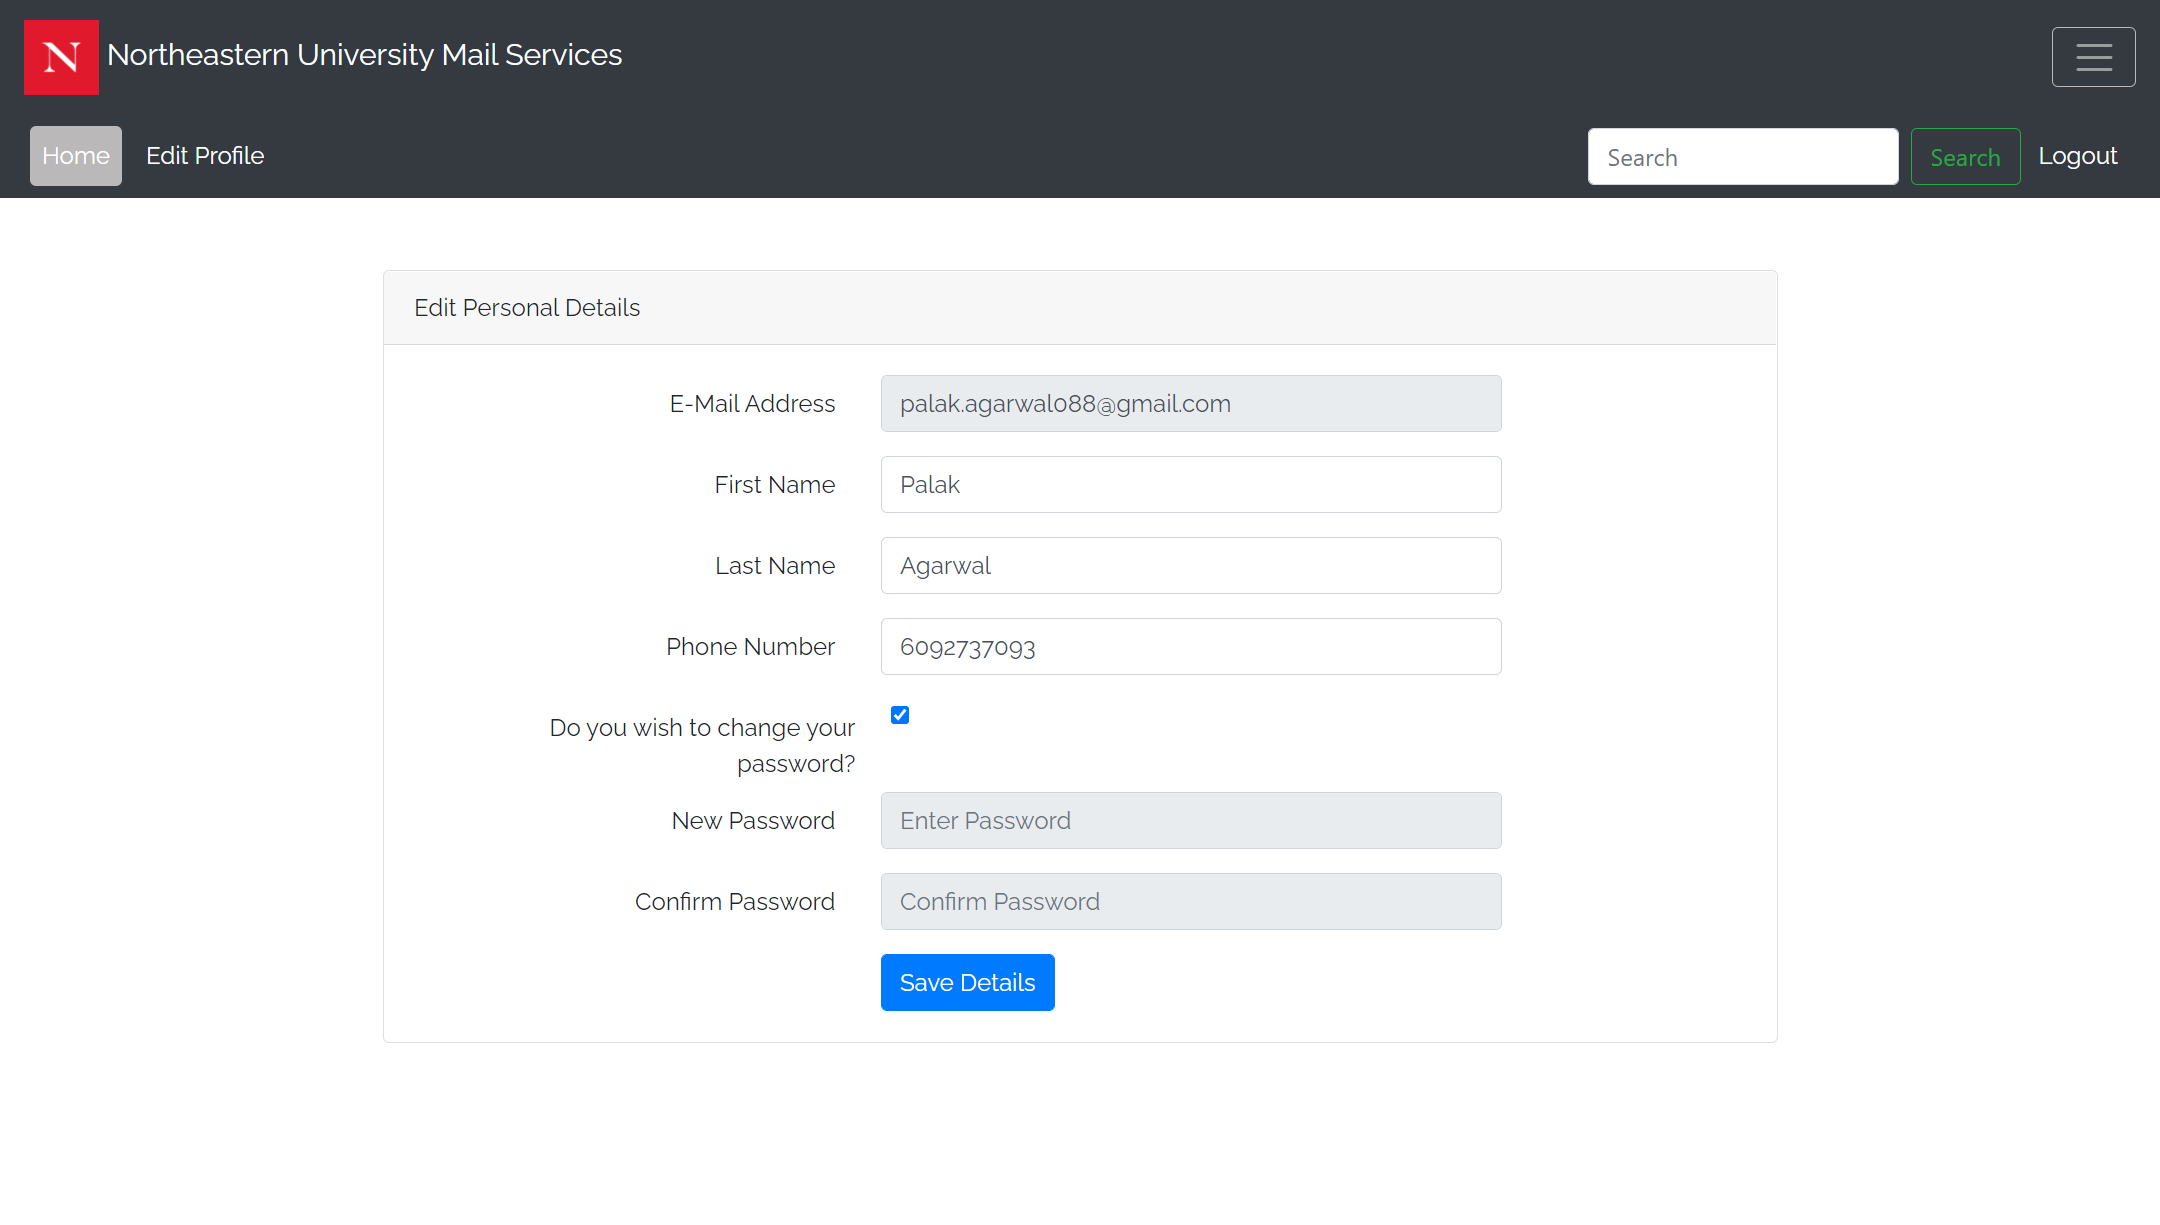 N Northeastern University Mail Services
Home Edit Profile Search Search Logout
Edit Personal Details
E-Mail Address palak.agarwal088@gmail.com
First Name Palak
Last Name Agarwal
Phone Number 6092737093
Do you wish to change your
password?
New Password Enter Password
Confirm Password Confirm Password
Save Details